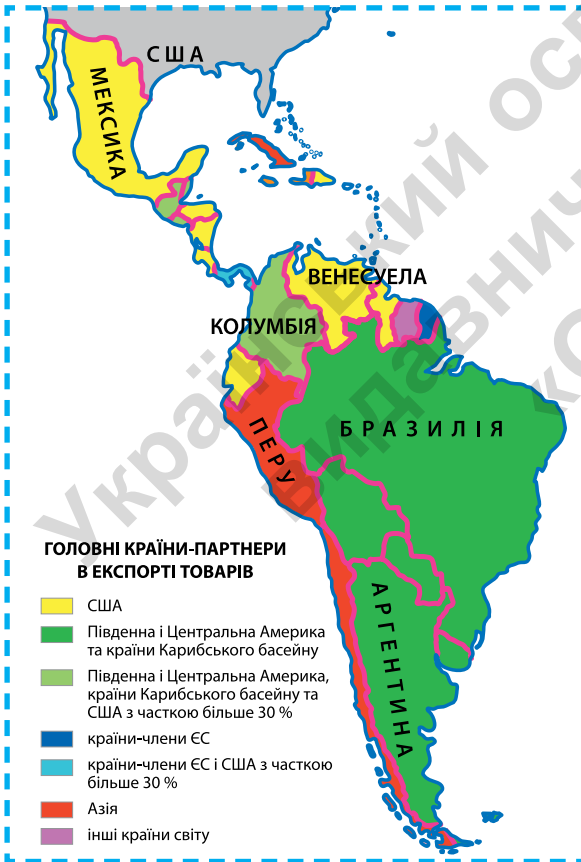 США
МЕКСИКА
ВЕНЕСУЕЛА
КОЛУМБІЯ
ПЕРУ
БРАЗИЛІЯ
АРГЕНТИНА
ГОЛОВНІ КРАЇНИ-ПАРТНЕРИ
В ЕКСПОРТІ ТОВАРІВ
США
Південна і Центральна Америка
та країни Карибського басейну
Південна і Центральна Америка,
країни Карибського басейну та
США з часткою більше 30 %
країни-члени ЄС
країни-члени ЄС і США з часткою
більше 30 %
Азія
інші країни світу
Український